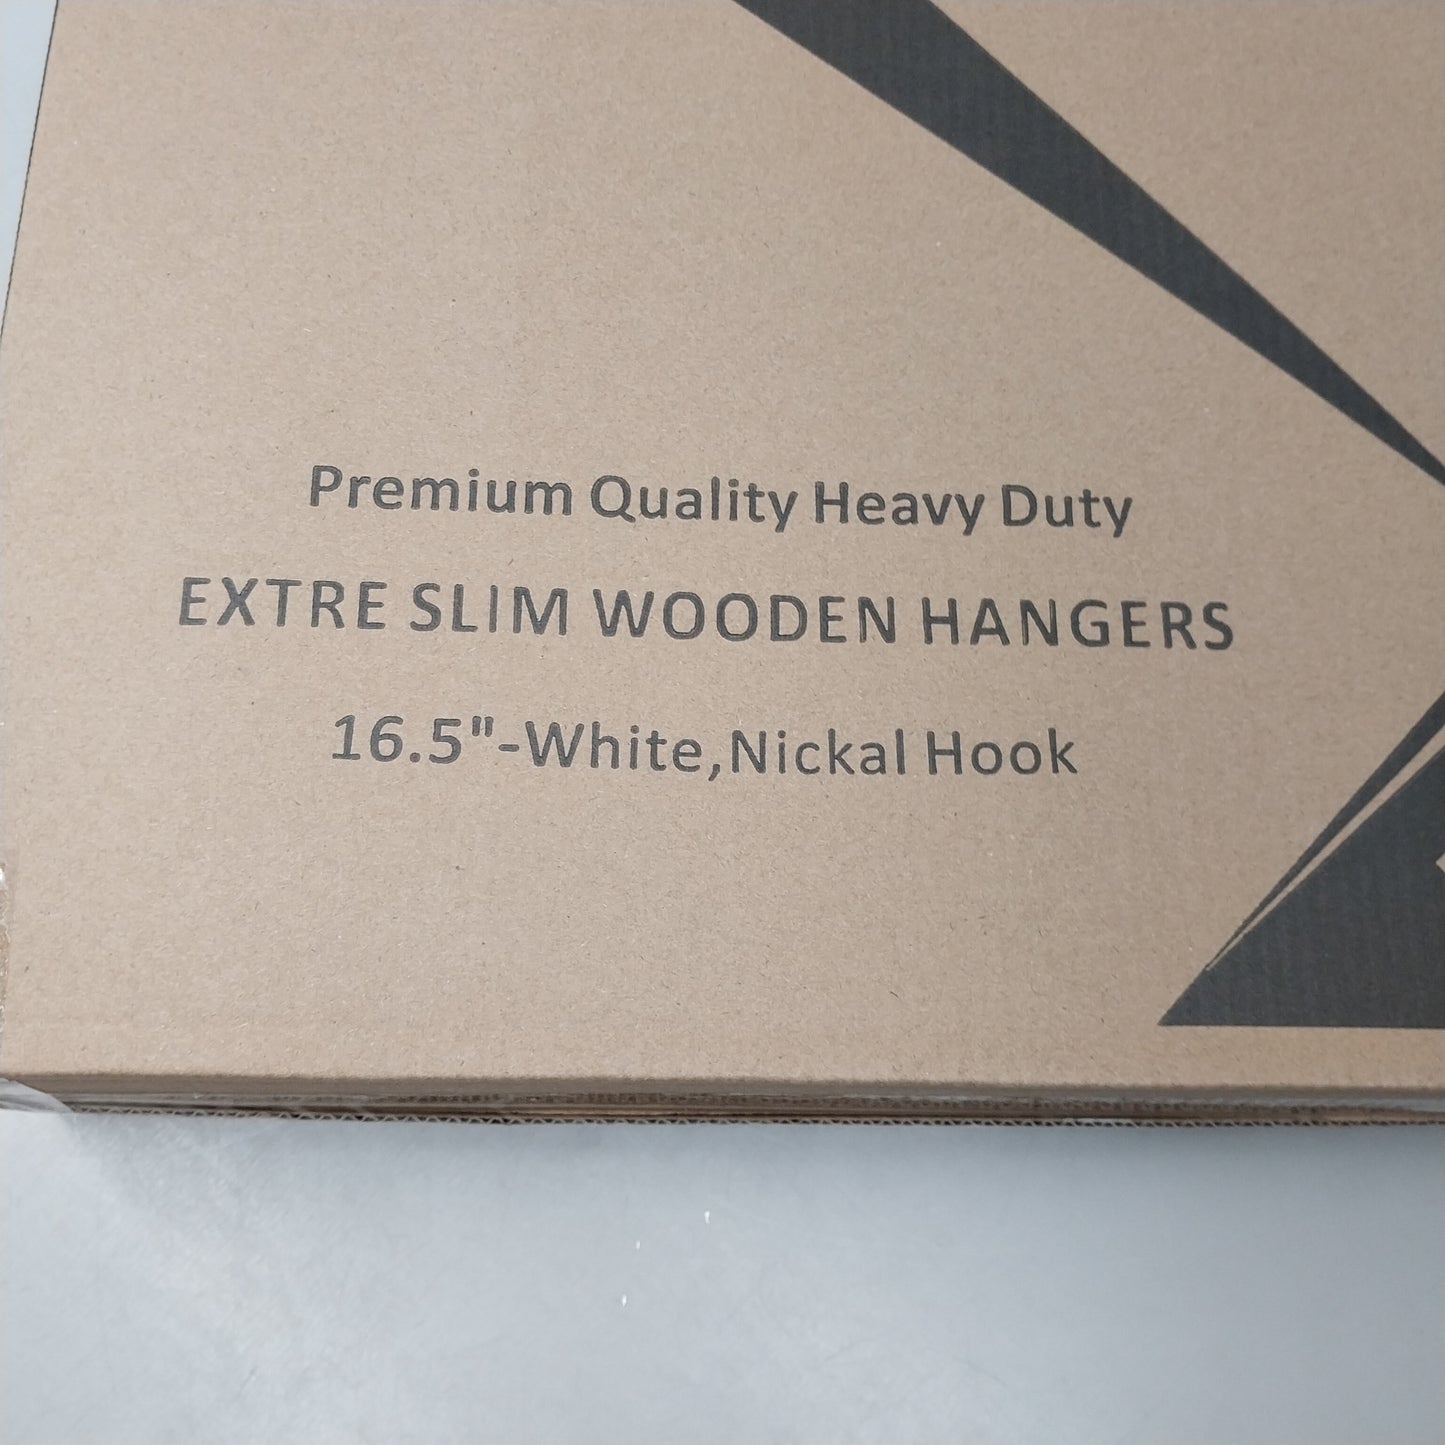 Premium Quality Heavy Duty
EXTRE SLIM WOODEN HANGERS
16.5"-White,Nickal Hook